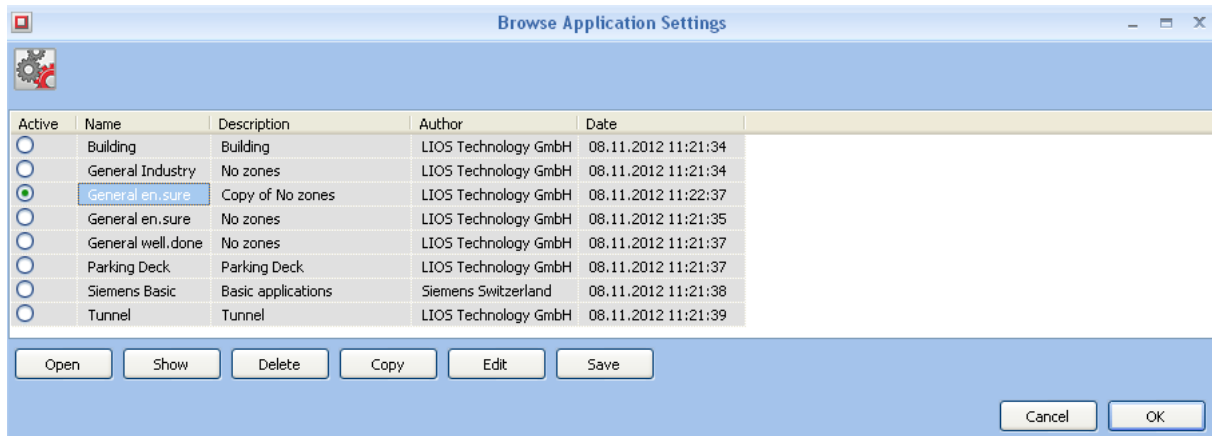 Browse Application Settings
Active Name Description Author Date
Building Building LIOS Technology GmbH 08.11.2012 11:21:34
General Industry No zones LIOS Technology GmbH 08.11.2012 11:21:34
General en.sure Copy of No zones LIOS Technology GmbH 08.11.2012 11:22:37
General en.sure No zones LIOS Technology GmbH 08.11.2012 11:21:35
General well.done No zones LIOS Technology GmbH 08.11.2012 11:21:37
Parking Deck Parking Deck LIOS Technology GmbH 08.11.2012 11:21:37
Siemens Basic Basic applications Siemens Switzerland 08.11.2012 11:21:38
Tunnel Tunnel LIOS Technology GmbH 08.11.2012 11:21:39
Open Show Delete Copy Edit Save
Cancel OK